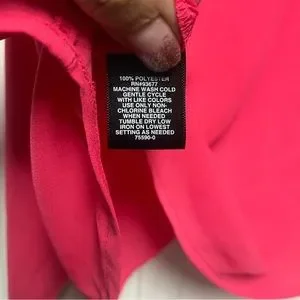 100% POLYESTER
RN#93677
MACHINE WASH COLD
GENTLE CYCLE
WITH LIKE COLORS
USE ONLY NON-
CHLORINE BLEACH
WHEN NEEDED
TUMBLE DRY LOW
IRON ON LOWEST
SETTING AS NEEDED
75590-0